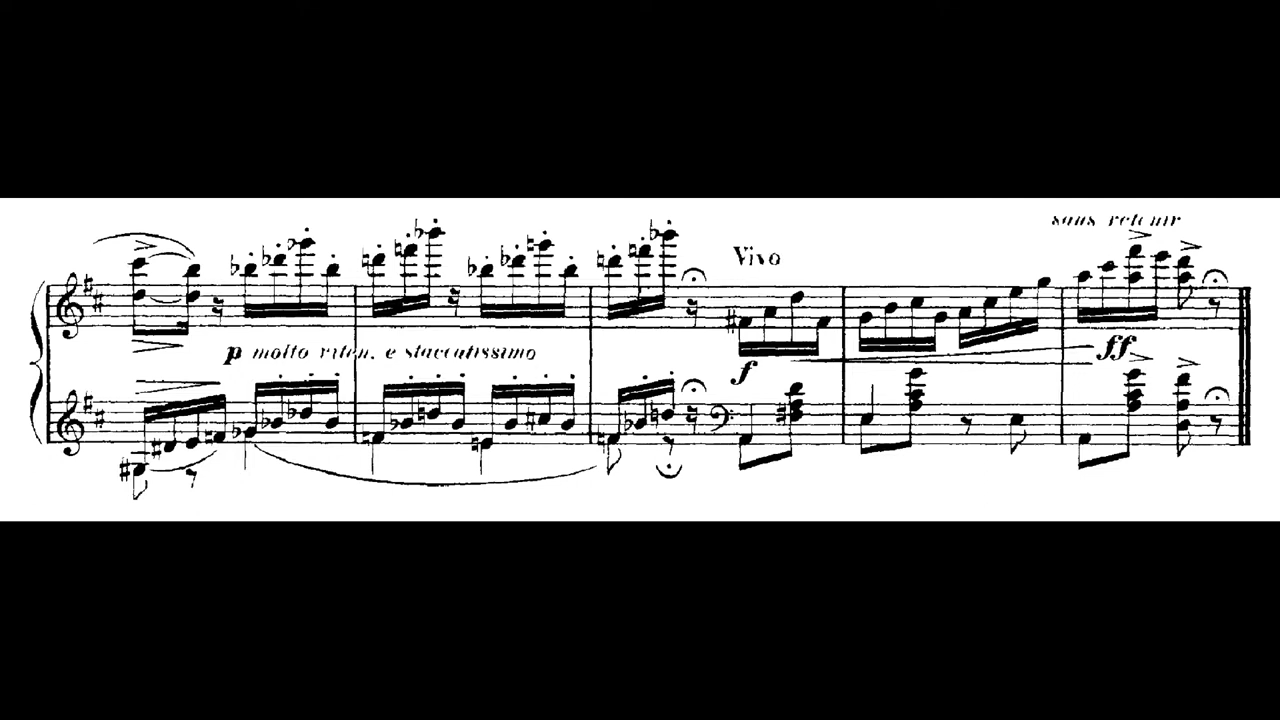 sans retenir
Vivo
p molto riten. e staccatissimo
f
ff